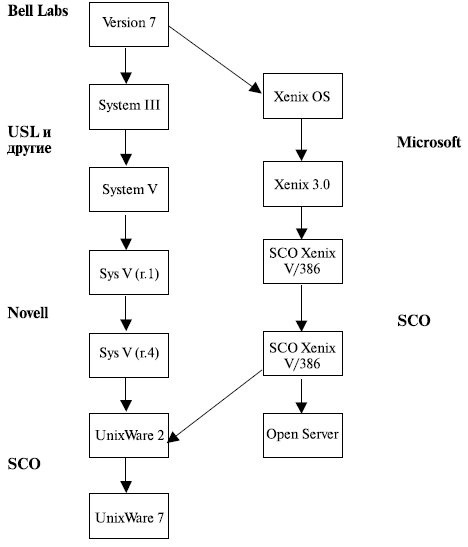 Bell Labs
Version 7
System III
Xenix OS
USL и
другие
Microsoft
System V
Xenix 3.0
Sys V (r.1)
SCO Xenix
V/386
Novell
SCO
Sys V (r.4)
SCO Xenix
V/386
UnixWare 2
Open Server
SCO
UnixWare 7